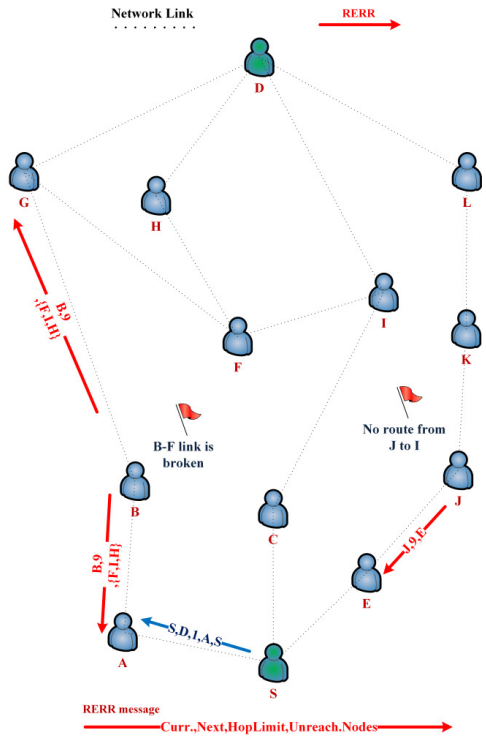 Network Link
RERR
D
G
H
L
I
F
K
B,9
,{F,I,H}
B-F link is
broken
No route from
J to I
B
C
J
J,9,E
B,9
,{F,I,H}
E
A
S,D,1,A,S
S
RERR message
Curr.,Next,HopLimit,Unreach.Nodes